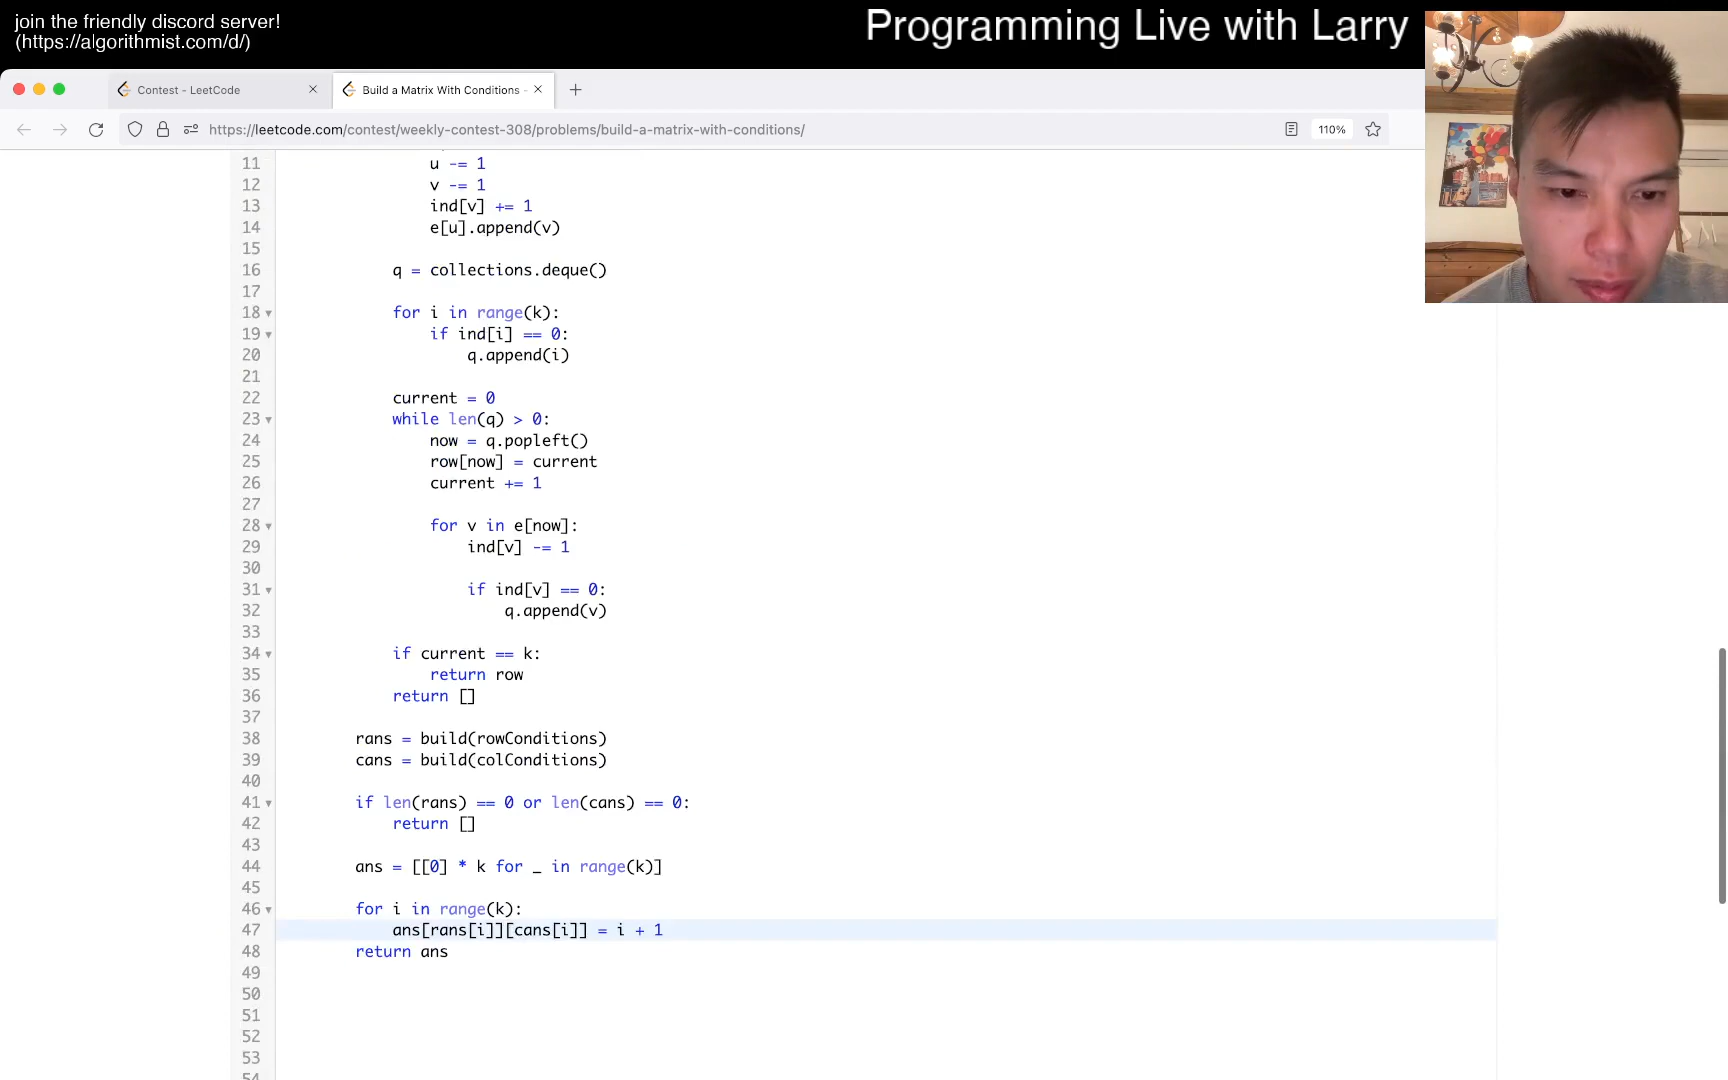 join the friendly discord server!
(https://algorithmist.com/d/)
Programming Live with Larry
Contest - LeetCode
Build a Matrix With Conditions -
https://leetcode.com/contest/weekly-contest-308/problems/build-a-matrix-with-conditions/
110%
11 u -= 1
12 v -= 1
13 ind[v] += 1
14 e[u].append(v)
15
16 q = collections.deque()
17
18 for i in range(k):
19 if ind[i] == 0:
20 q.append(i)
21
22 current = 0
23 while len(q) > 0:
24 now = q.popleft()
25 row[now] = current
26 current += 1
27
28 for v in e[now]:
29 ind[v] -= 1
30
31 if ind[v] == 0:
32 q.append(v)
33
34 if current == k:
35 return row
36 return []
37
38 rans = build(rowConditions)
39 cans = build(colConditions)
40
41 if len(rans) == 0 or len(cans) == 0:
42 return []
43
44 ans = [[0] * k for _ in range(k)]
45
46 for i in range(k):
47 ans[rans[i]][cans[i]] = i + 1
48 return ans
49
50
51
52
53
54